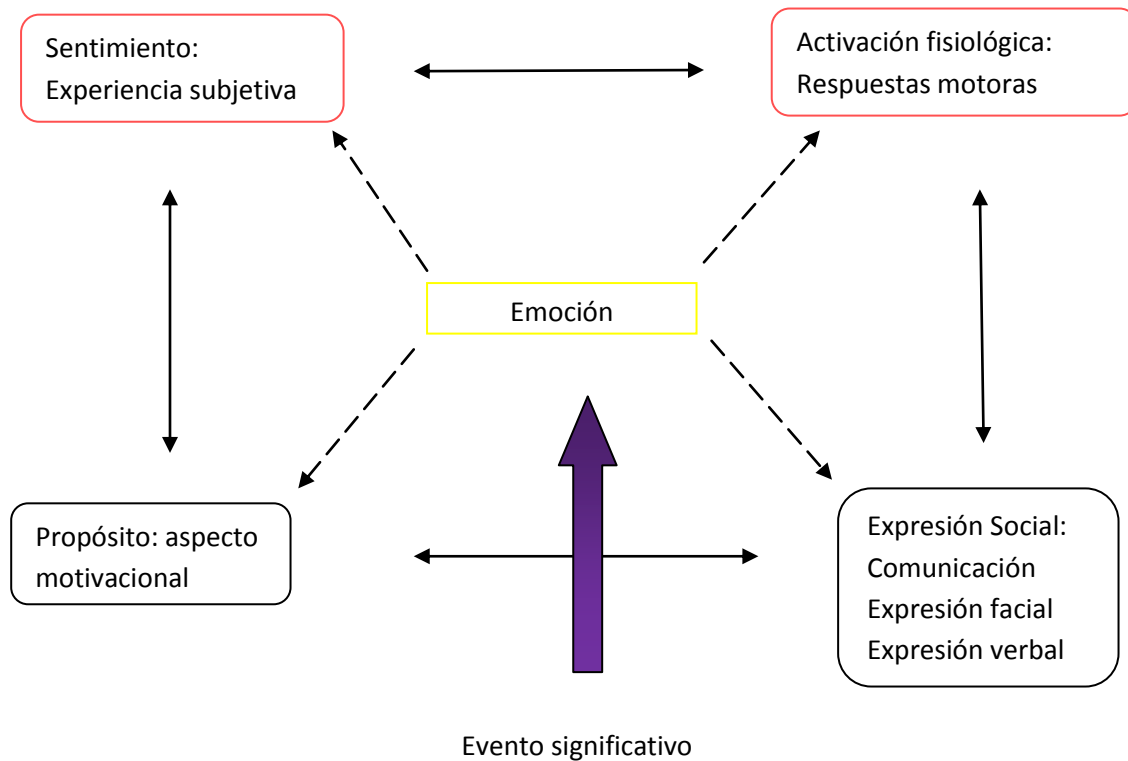 Sentimiento:
Experiencia subjetiva
Activación fisiológica:
Respuestas motoras
Emoción
Propósito: aspecto
motivacional
Expresión Social:
Comunicación
Expresión facial
Expresión verbal
Evento significativo